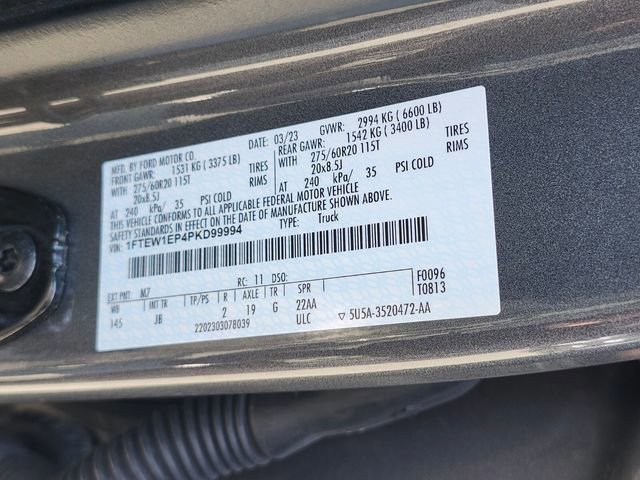 MFD. BY FORD MOTOR CO. DATE: 03/23 GVWR: 2994 KG ( 6600 LB)
FRONT GAWR: 1531 KG ( 3375 LB) REAR GAWR: 1542 KG ( 3400 LB)
WITH 275/60R20 115T TIRES WITH 275/60R20 115T TIRES
20x8.5J RIMS 20x8.5J RIMS
AT 240 kPa/ 35 PSI COLD AT 240 kPa/ 35 PSI COLD
THIS VEHICLE CONFORMS TO ALL APPLICABLE FEDERAL MOTOR VEHICLE
SAFETY STANDARDS IN EFFECT ON THE DATE OF MANUFACTURE SHOWN ABOVE.
VIN: 1FTEW1EP4PKD99994 TYPE: Truck
EXT PNT: M7 RC: 11 DSO: F0096
WB INT TR TP/PS R AXLE TR SPR T0813
145 JB 2 19 G 22AA
2202303078039 ULC ▽ 5U5A-3520472-AA